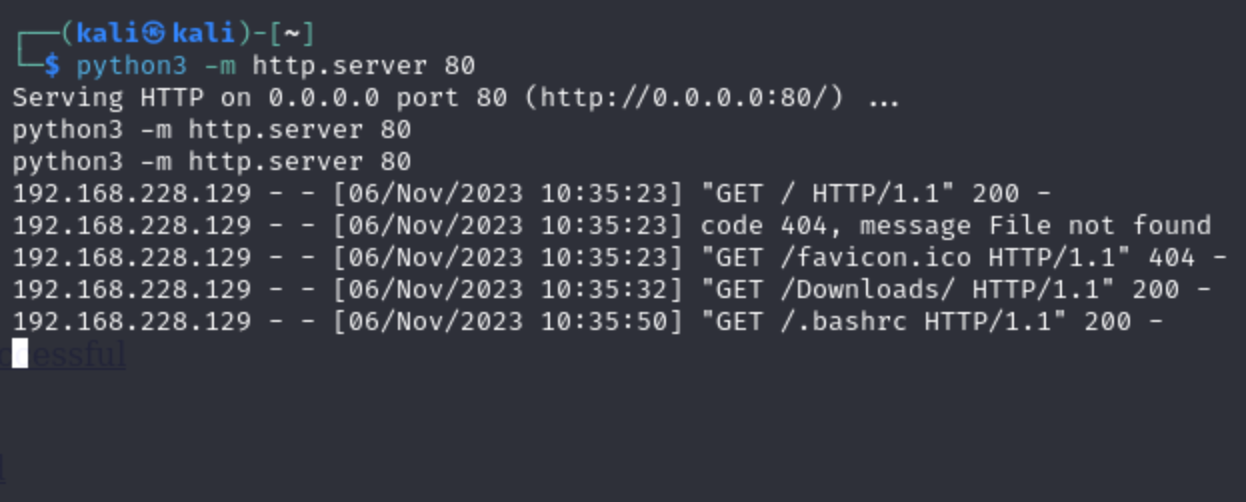 ┌──(kali㉿kali)-[~]
└─$ python3 -m http.server 80
Serving HTTP on 0.0.0.0 port 80 (http://0.0.0.0:80/) ...
python3 -m http.server 80
python3 -m http.server 80
192.168.228.129 - - [06/Nov/2023 10:35:23] "GET / HTTP/1.1" 200 -
192.168.228.129 - - [06/Nov/2023 10:35:23] code 404, message File not found
192.168.228.129 - - [06/Nov/2023 10:35:23] "GET /favicon.ico HTTP/1.1" 404 -
192.168.228.129 - - [06/Nov/2023 10:35:32] "GET /Downloads/ HTTP/1.1" 200 -
192.168.228.129 - - [06/Nov/2023 10:35:50] "GET /.bashrc HTTP/1.1" 200 -